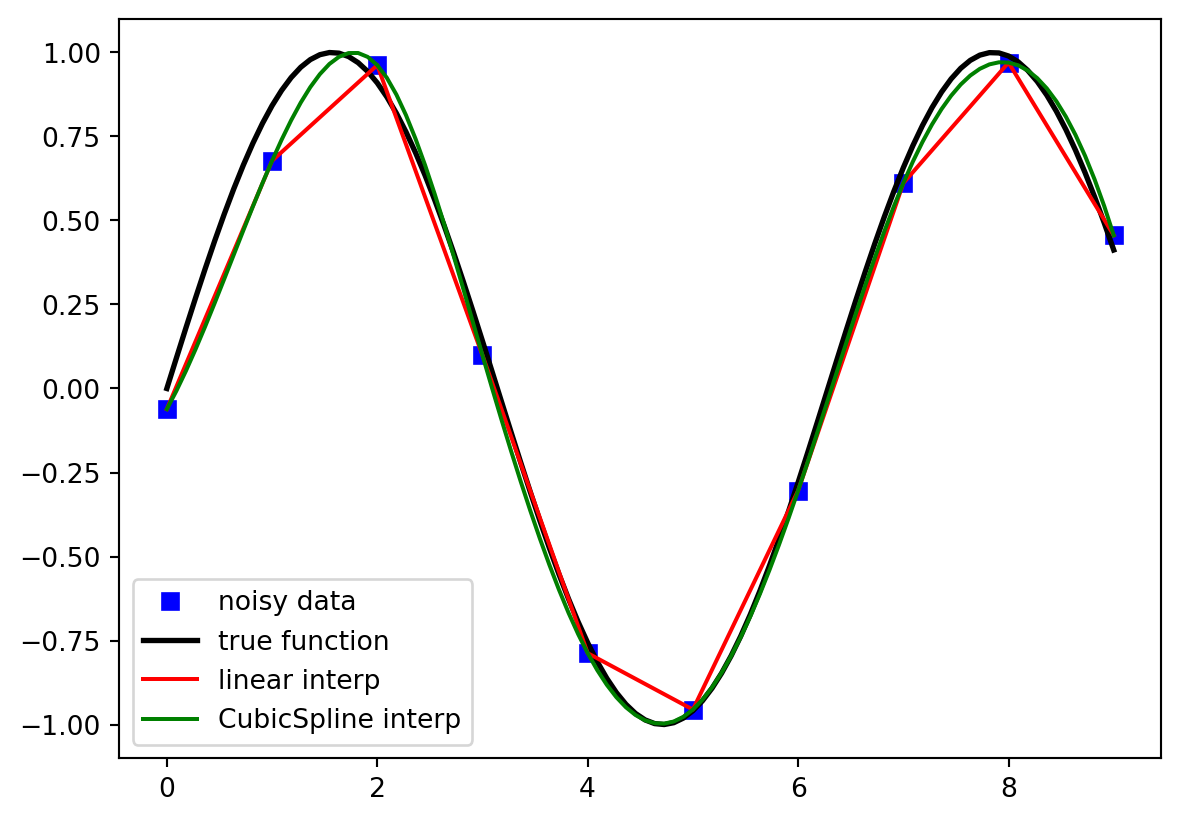 1.00
0.75
0.50
0.25
0.00
−0.25
−0.50
−0.75
−1.00
noisy data
true function
linear interp
CubicSpline interp
0 2 4 6 8